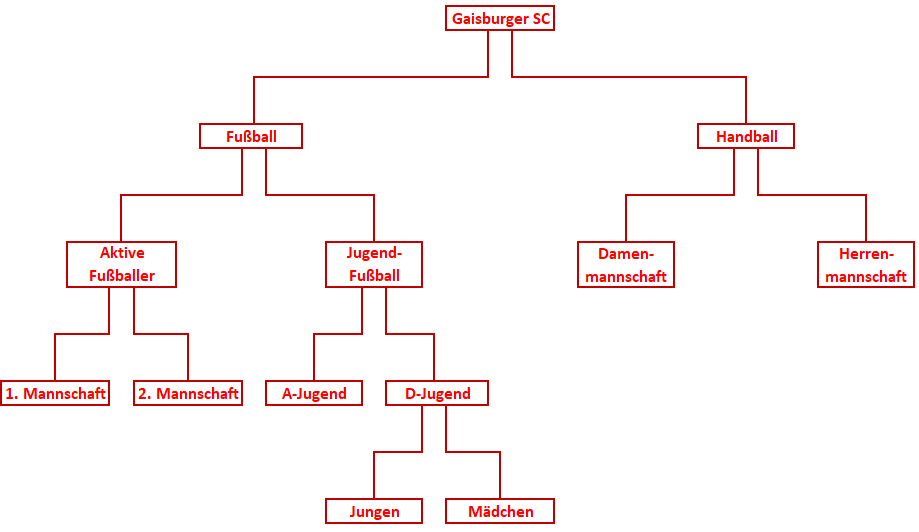 Gaisburger SC
Fußball
Handball
Aktive
Fußballer
Jugend-
Fußball
Damen-
mannschaft
Herren-
mannschaft
1. Mannschaft
2. Mannschaft
A-Jugend
D-Jugend
Jungen
Mädchen